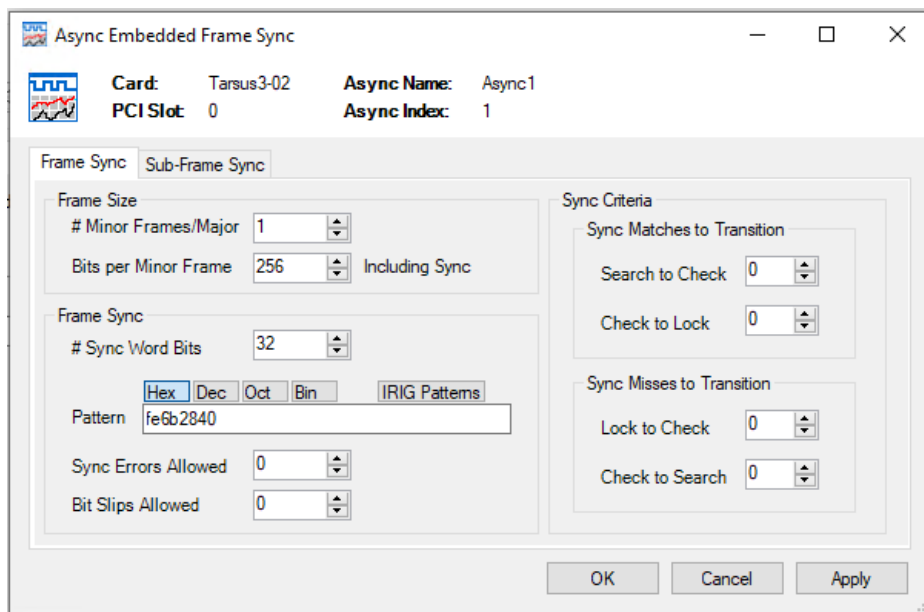 Async Embedded Frame Sync
Card: Tarsus3-02 Async Name: Async1
PCI Slot: 0 Async Index: 1
Frame Sync Sub-Frame Sync
Frame Size
# Minor Frames/Major 1
Bits per Minor Frame 256 Including Sync
Frame Sync
# Sync Word Bits 32
Hex Dec Oct Bin IRIG Patterns
Pattern fe6b2840
Sync Errors Allowed 0
Bit Slips Allowed 0
Sync Criteria
Sync Matches to Transition
Search to Check 0
Check to Lock 0
Sync Misses to Transition
Lock to Check 0
Check to Search 0
OK Cancel Apply